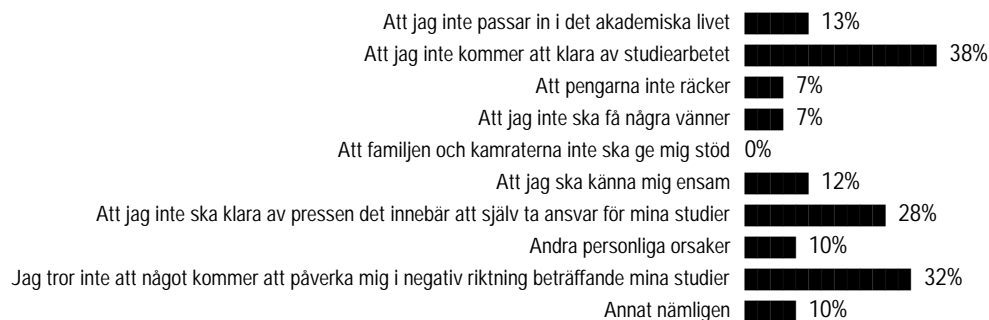 Att jag inte passar in i det akademiska livet 13%
Att jag inte kommer att klara av studiearbetet 38%
Att pengarna inte räcker 7%
Att jag inte ska få några vänner 7%
Att familjen och kamraterna inte ska ge mig stöd 0%
Att jag ska känna mig ensam 12%
Att jag inte ska klara av pressen det innebär att själv ta ansvar för mina studier 28%
Andra personliga orsaker 10%
Jag tror inte att något kommer att påverka mig i negativ riktning beträffande mina studier 32%
Annat nämligen 10%